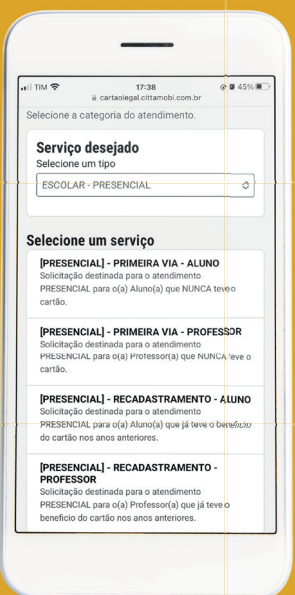 TIM 17:38 45%
cartaolegal.cittamobi.com.br
Selecione a categoria do atendimento.
Serviço desejado
Selecione um tipo
ESCOLAR - PRESENCIAL
Selecione um serviço
[PRESENCIAL] - PRIMEIRA VIA - ALUNO
Solicitação destinada para o atendimento
PRESENCIAL para o(a) Aluno(a) que NUNCA teve o
cartão.
[PRESENCIAL] - PRIMEIRA VIA - PROFESSOR
Solicitação destinada para o atendimento
PRESENCIAL para o(a) Professor(a) que NUNCA teve o
cartão.
[PRESENCIAL] - RECADASTRAMENTO - ALUNO
Solicitação destinada para o atendimento
PRESENCIAL para o(a) Aluno(a) que já teve o beneficio
do cartão nos anos anteriores.
[PRESENCIAL] - RECADASTRAMENTO -
PROFESSOR
Solicitação destinada para o atendimento
PRESENCIAL para o(a) Professor(a) que já teve o
beneficio do cartão nos anos anteriores.